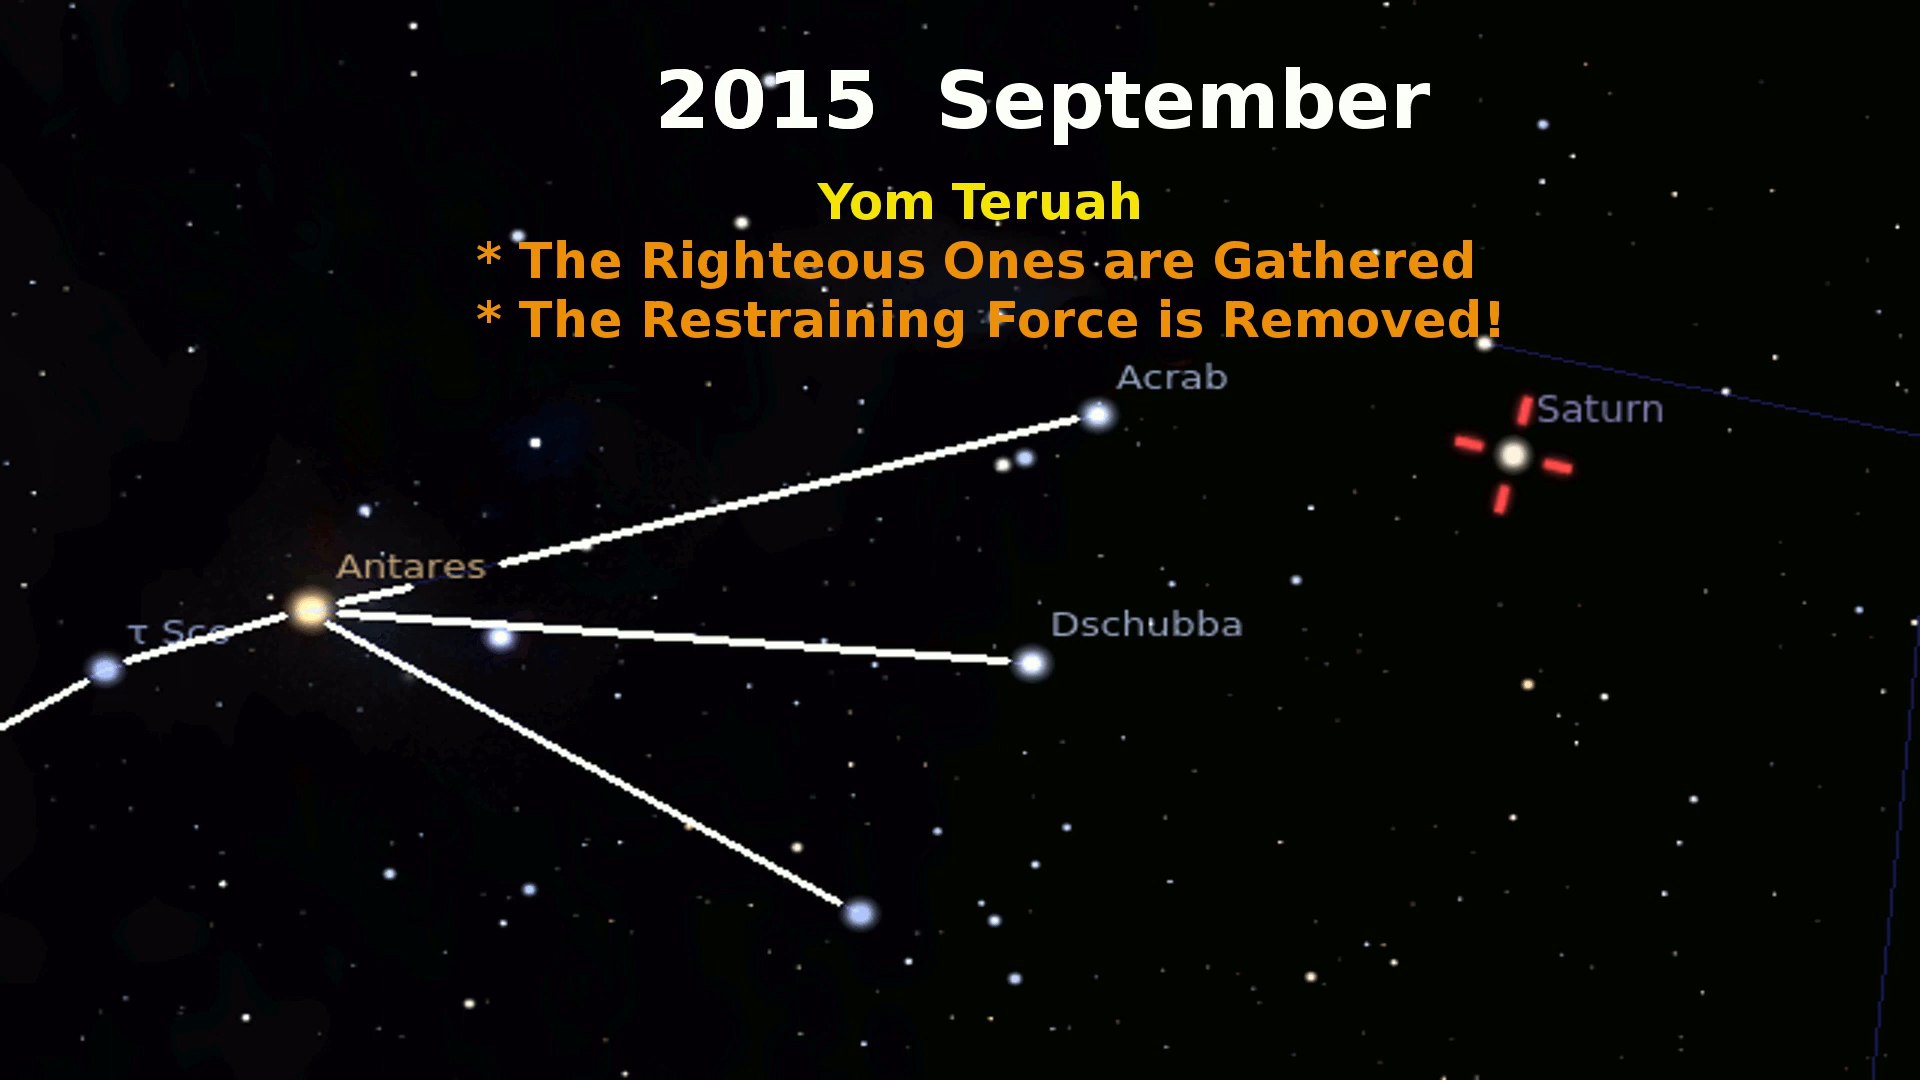 2015 September
Yom Teruah
* The Righteous Ones are Gathered
* The Restraining Force is Removed!
Acrab
Saturn
Antares
τ Sco
Dschubba